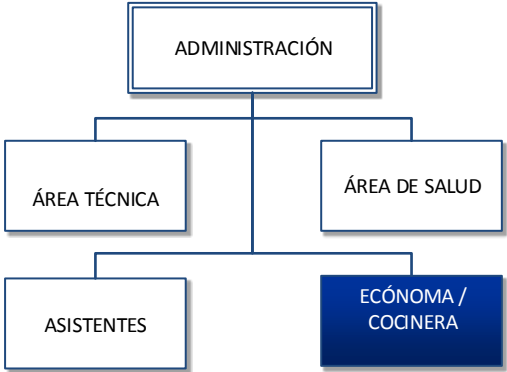 ADMINISTRACIÓN
ÁREA TÉCNICA
ÁREA DE SALUD
ASISTENTES
ECÓNOMA /
COCINERA